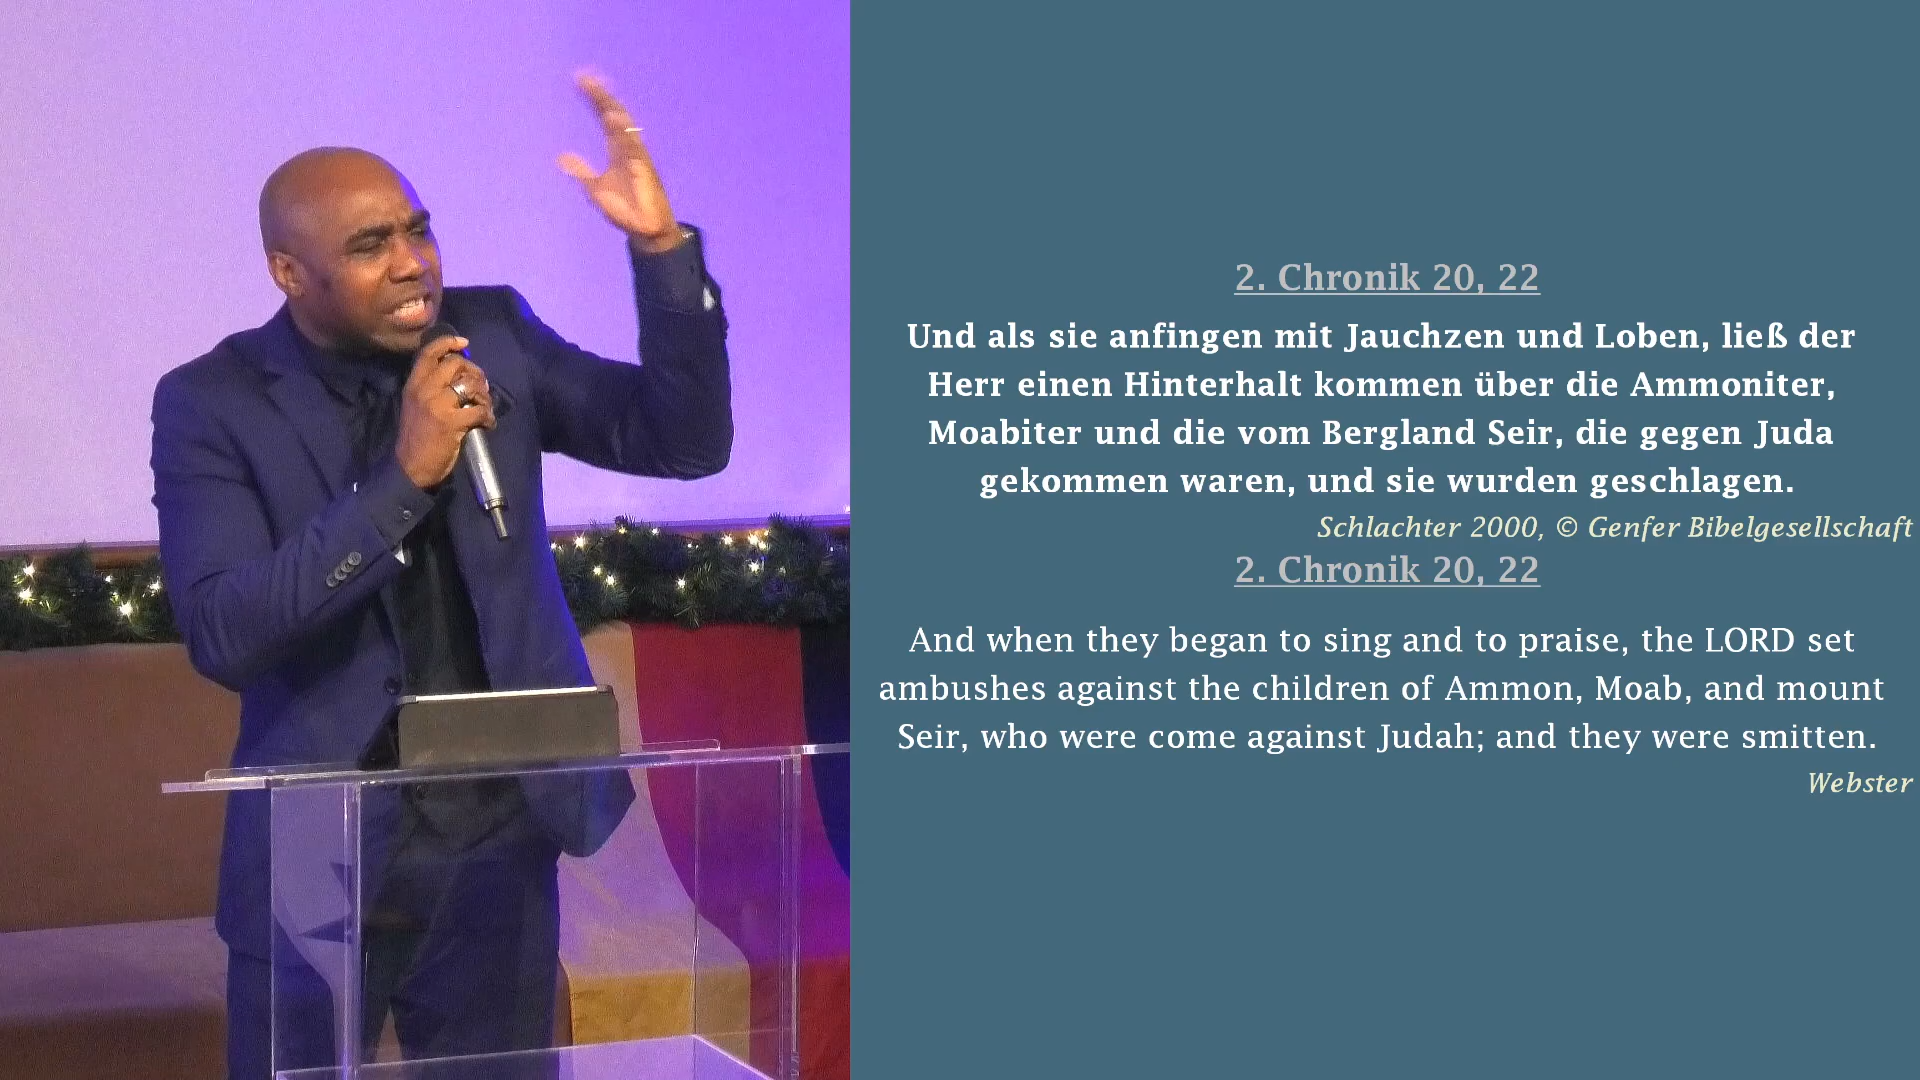 2. Chronik 20, 22
Und als sie anfingen mit Jauchzen und Loben, ließ der
Herr einen Hinterhalt kommen über die Ammoniter,
Moabiter und die vom Bergland Seir, die gegen Juda
gekommen waren, und sie wurden geschlagen.
Schlachter 2000, © Genfer Bibelgesellschaft
2. Chronik 20, 22
And when they began to sing and to praise, the LORD set
ambushes against the children of Ammon, Moab, and mount
Seir, who were come against Judah; and they were smitten.
Webster